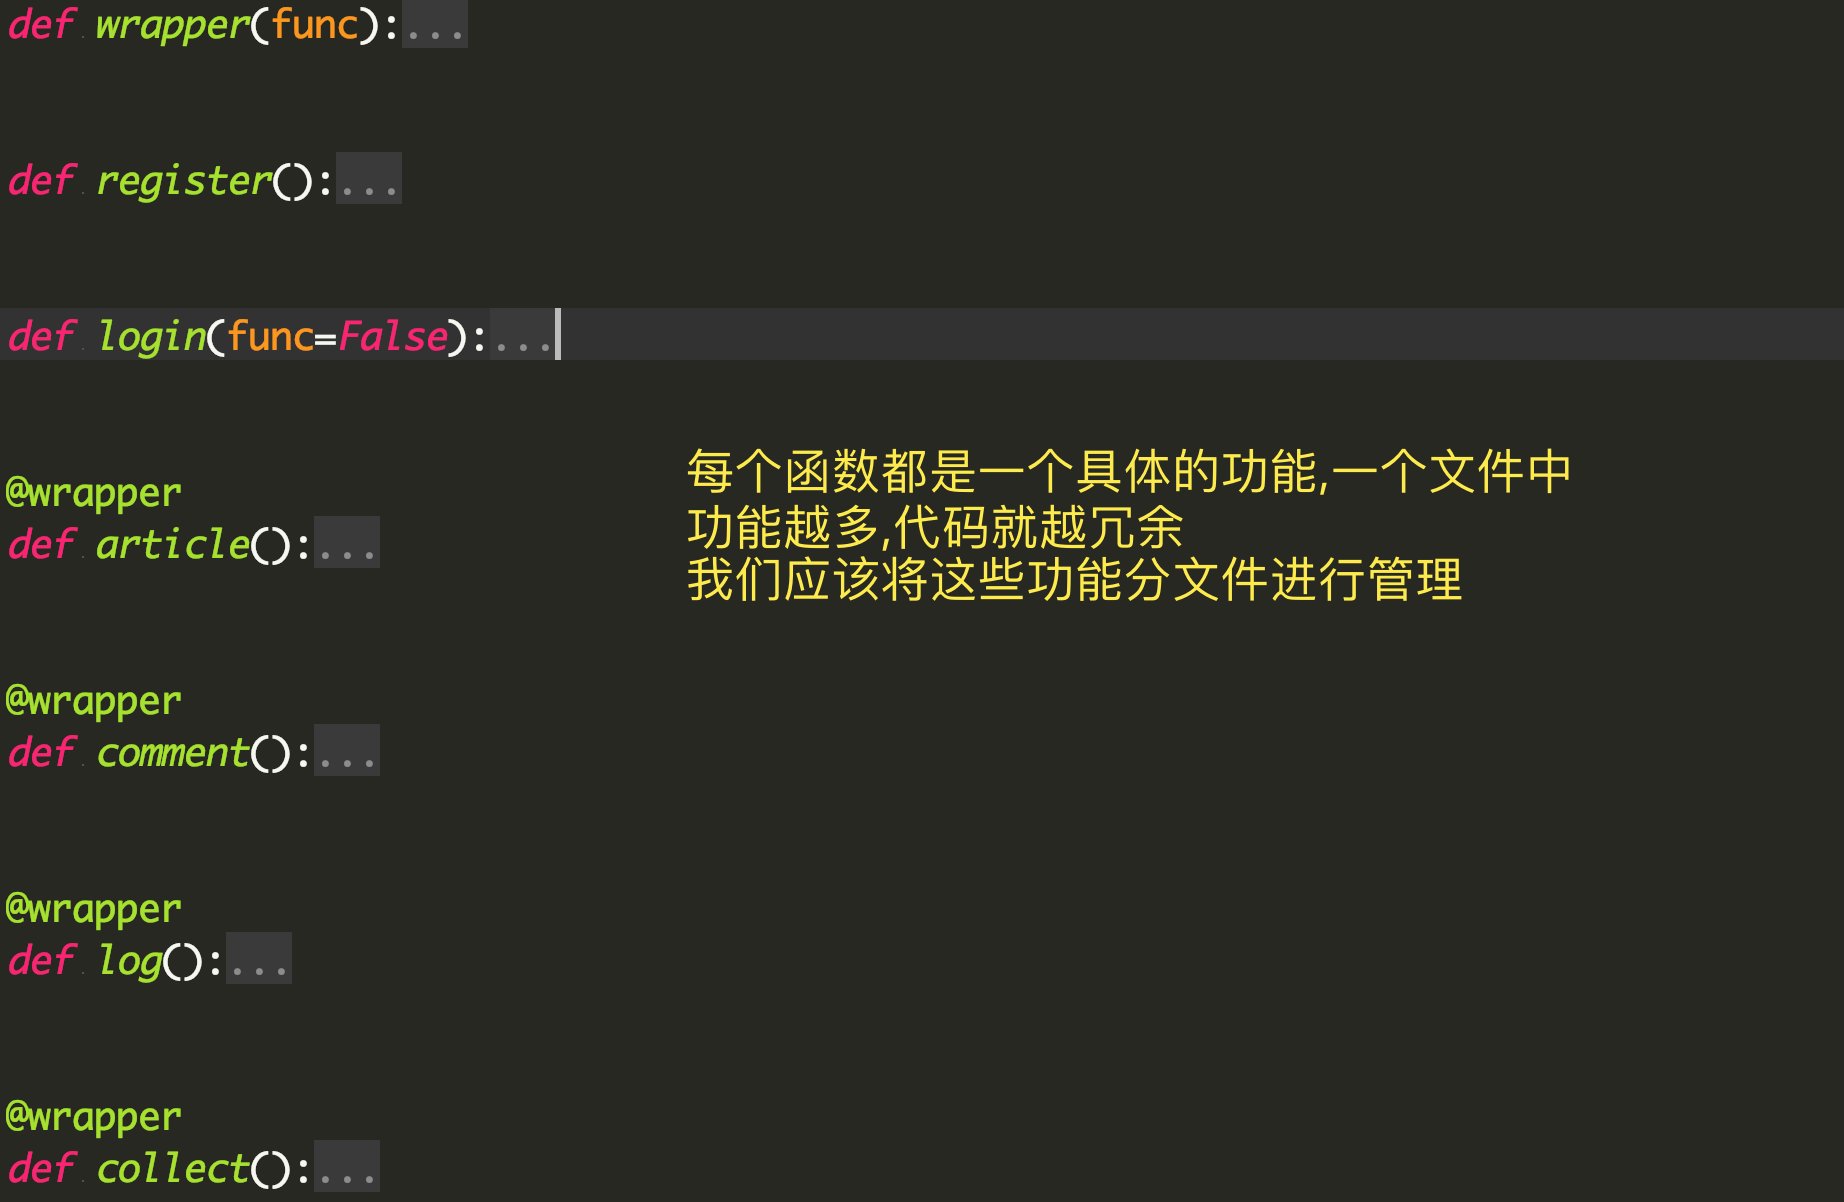 def wrapper(func):...
def register():...
def login(func=False):...
@wrapper
def article():...
每个函数都是一个具体的功能,一个文件中
功能越多,代码就越冗余
我们应该将这些功能分文件进行管理
@wrapper
def comment():...
@wrapper
def log():...
@wrapper
def collect():...